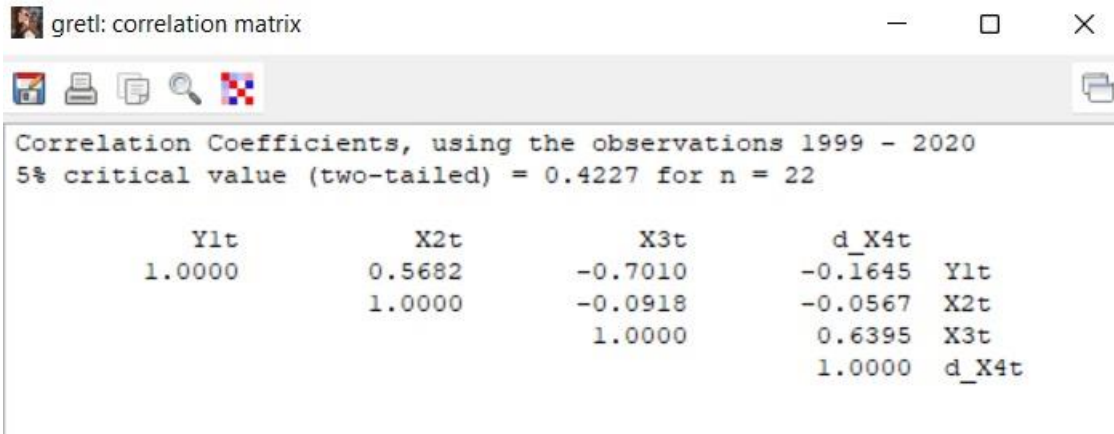 gretl: correlation matrix
Correlation Coefficients, using the observations 1999 - 2020
5% critical value (two-tailed) = 0.4227 for n = 22
Y1t X2t X3t d_X4t
1.0000 0.5682 -0.7010 -0.1645 Y1t
1.0000 -0.0918 -0.0567 X2t
1.0000 0.6395 X3t
1.0000 d_X4t